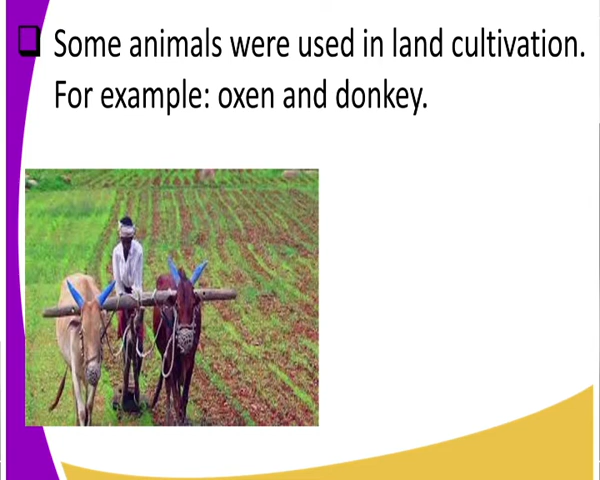 Some animals were used in land cultivation.
For example: oxen and donkey.